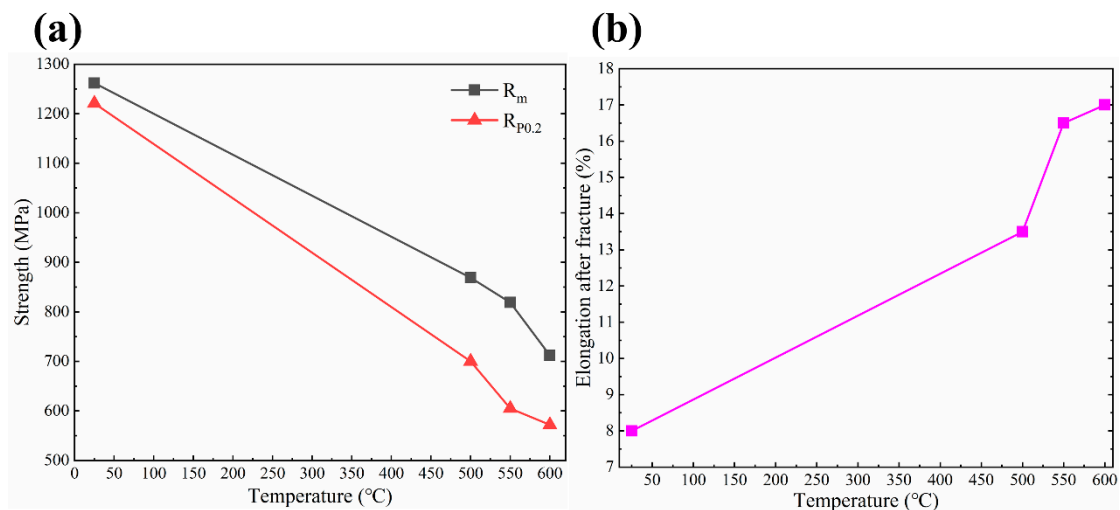 (a)
1300
1200
1100
1000
900
800
700
600
500
Strength (MPa)
R_m
R_P0.2
0 50 100 150 200 250 300 350 400 450 500 550 600
Temperature (℃)
(b)
18
17
16
15
14
13
12
11
10
9
8
7
Elongation after fracture (%)
50 100 150 200 250 300 350 400 450 500 550 600
Temperature (℃)